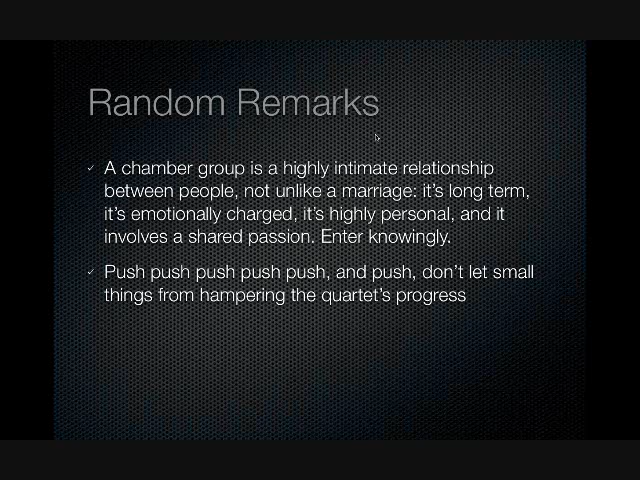 Random Remarks
A chamber group is a highly intimate relationship
between people, not unlike a marriage: it's long term,
it's emotionally charged, it's highly personal, and it
involves a shared passion. Enter knowingly.
Push push push push push, and push, don't let small
things from hampering the quartet's progress